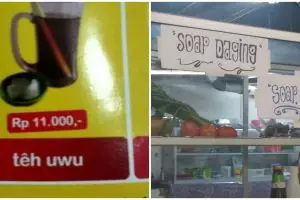 Rp 11.000,-
têh uwu
"Soap Daging"
"Soap